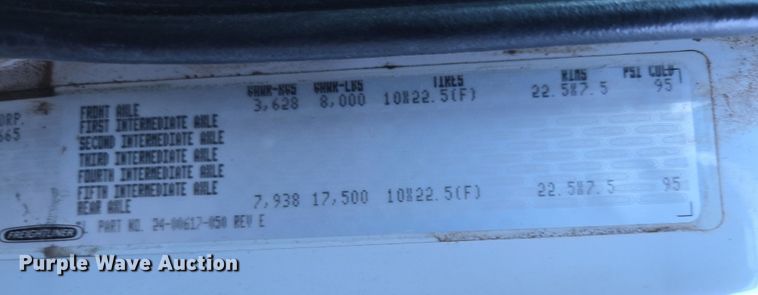 GAWR-KGS GAWR-LBS TIRES RIMS PSI COLD
FRONT AXLE 3,628 8,000 10R22.5(F) 22.5X7.5 95
FIRST INTERMEDIATE AXLE
SECOND INTERMEDIATE AXLE
THIRD INTERMEDIATE AXLE
FOURTH INTERMEDIATE AXLE
FIFTH INTERMEDIATE AXLE
REAR AXLE 7,938 17,500 10R22.5(F) 22.5X7.5 95
PART NO. 24-00617-050 REV E
ORP.
665
FREIGHTLINER
Purple Wave Auction